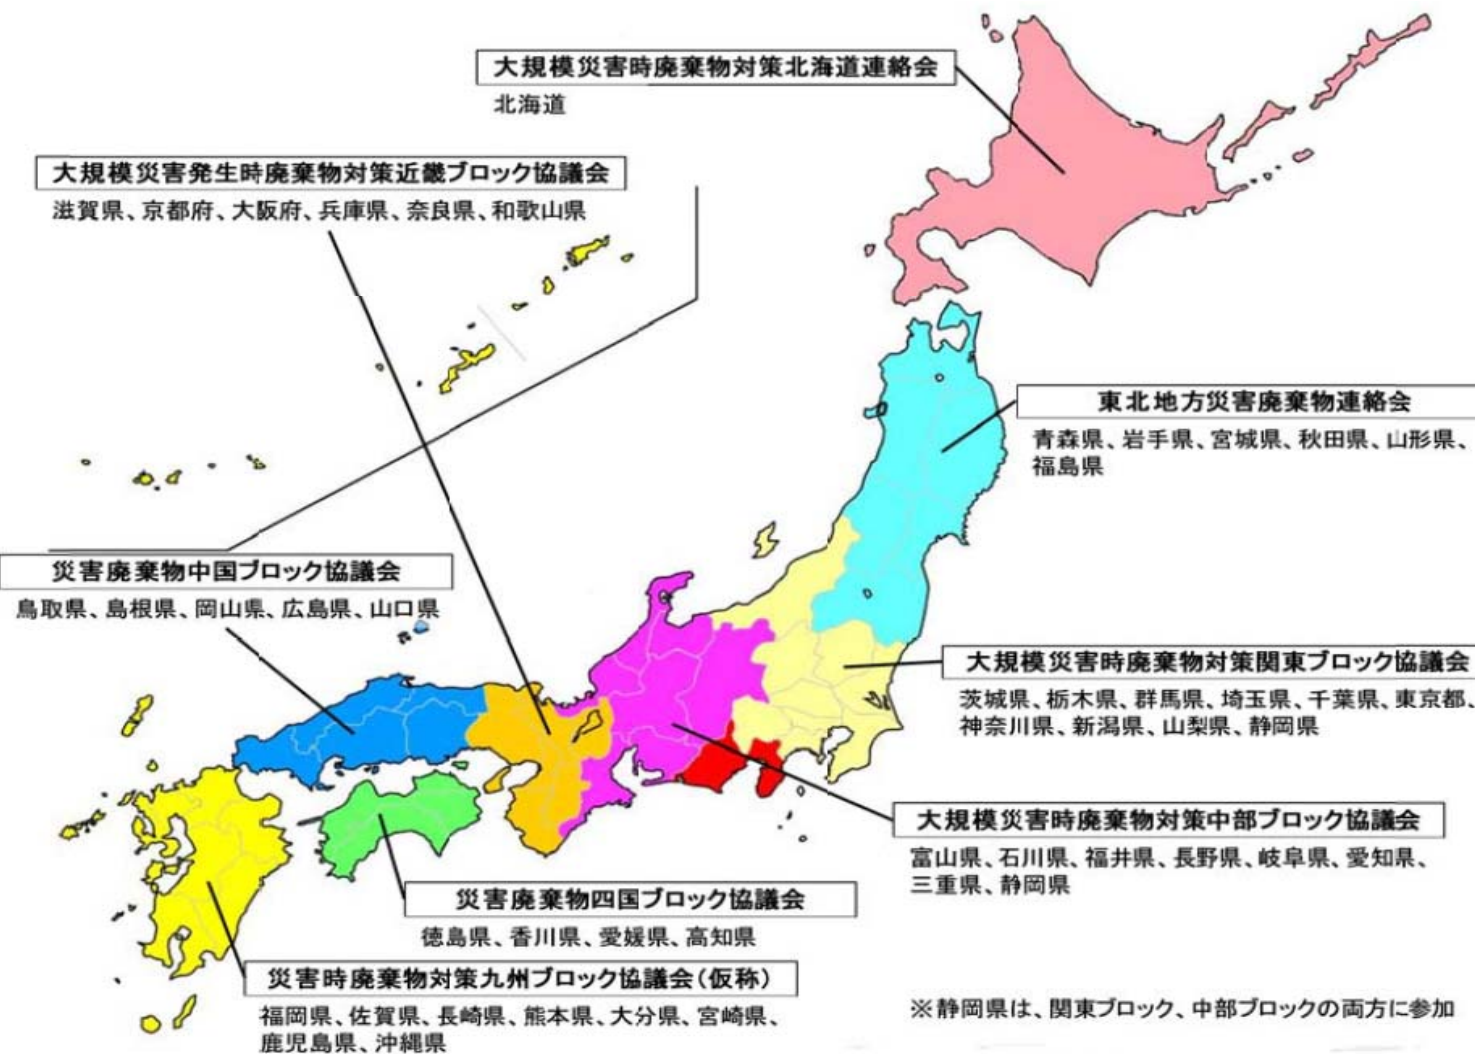 大規模災害時廃棄物対策北海道連絡会
北海道
大規模災害発生時廃棄物対策近畿ブロック協議会
滋賀県、京都府、大阪府、兵庫県、奈良県、和歌山県
東北地方災害廃棄物連絡会
青森県、岩手県、宮城県、秋田県、山形県、
福島県
災害廃棄物中国ブロック協議会
鳥取県、島根県、岡山県、広島県、山口県
大規模災害時廃棄物対策関東ブロック協議会
茨城県、栃木県、群馬県、埼玉県、千葉県、東京都、
神奈川県、新潟県、山梨県、静岡県
大規模災害時廃棄物対策中部ブロック協議会
富山県、石川県、福井県、長野県、岐阜県、愛知県、
三重県、静岡県
災害廃棄物四国ブロック協議会
徳島県、香川県、愛媛県、高知県
災害時廃棄物対策九州ブロック協議会(仮称)
福岡県、佐賀県、長崎県、熊本県、大分県、宮崎県、
鹿児島県、沖縄県
※静岡県は、関東ブロック、中部ブロックの両方に参加